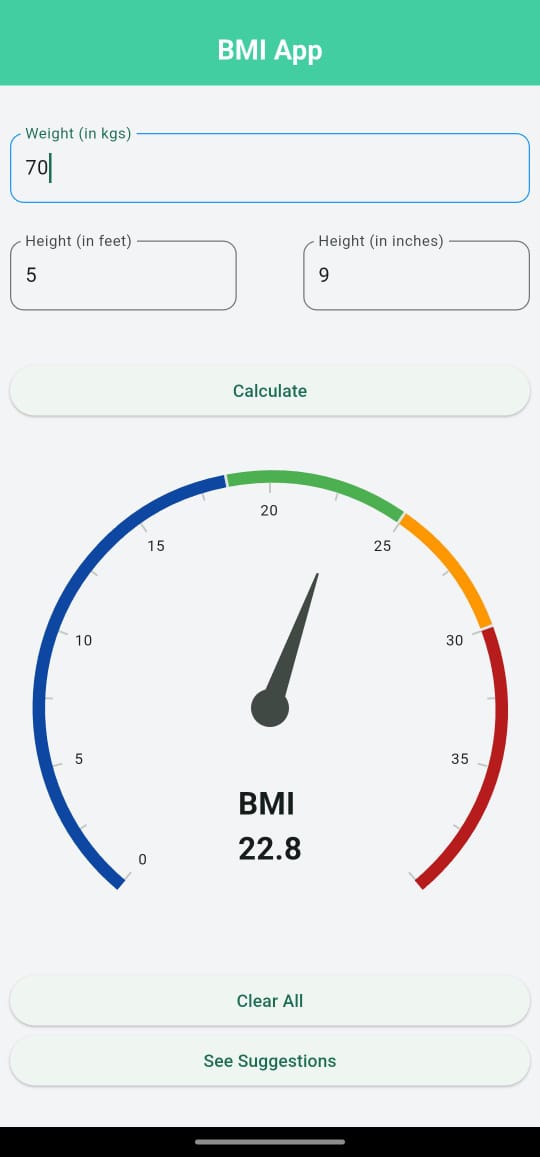 BMI App
Weight (in kgs)
70
Height (in feet) Height (in inches)
5 9
Calculate
20
15 25
10 30
5 35
BMI
22.8
0
Clear All
See Suggestions